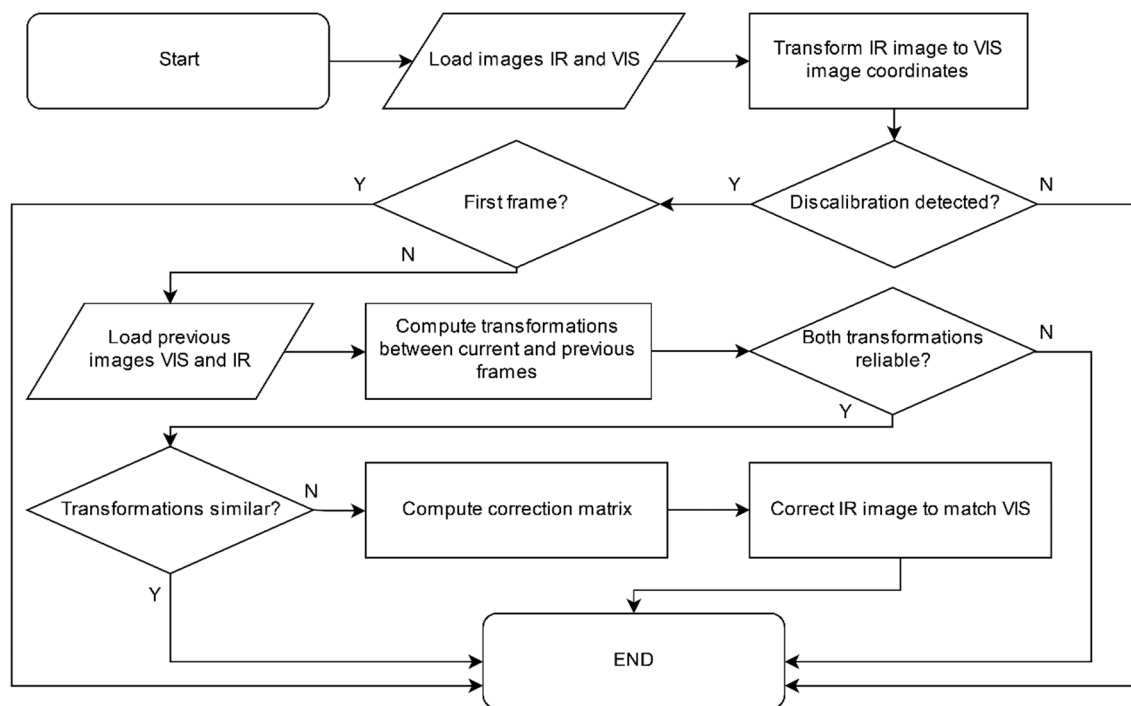 Start
Load images IR and VIS
Transform IR image to VIS
image coordinates
Y
First frame?
Y
Discalibration detected?
N
N
Load previous
images VIS and IR
Compute transformations
between current and previous
frames
Both transformations
reliable?
N
Y
Transformations similar?
N
Compute correction matrix
Correct IR image to match VIS
Y
END